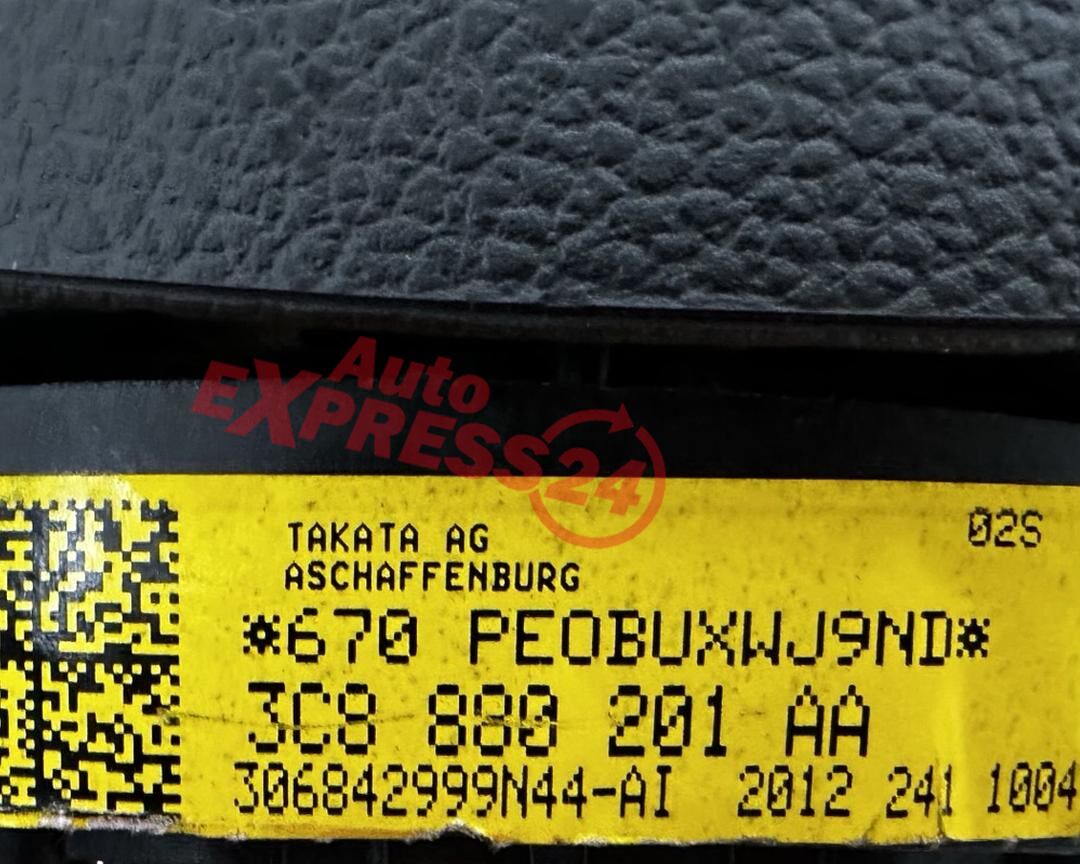 Auto
EXPRESS24
02S
TAKATA AG
ASCHAFFENBURG
*670 PEOBUXWJ9ND*
3C8 880 201 AA
306842999N44-AI 2012 241 1004